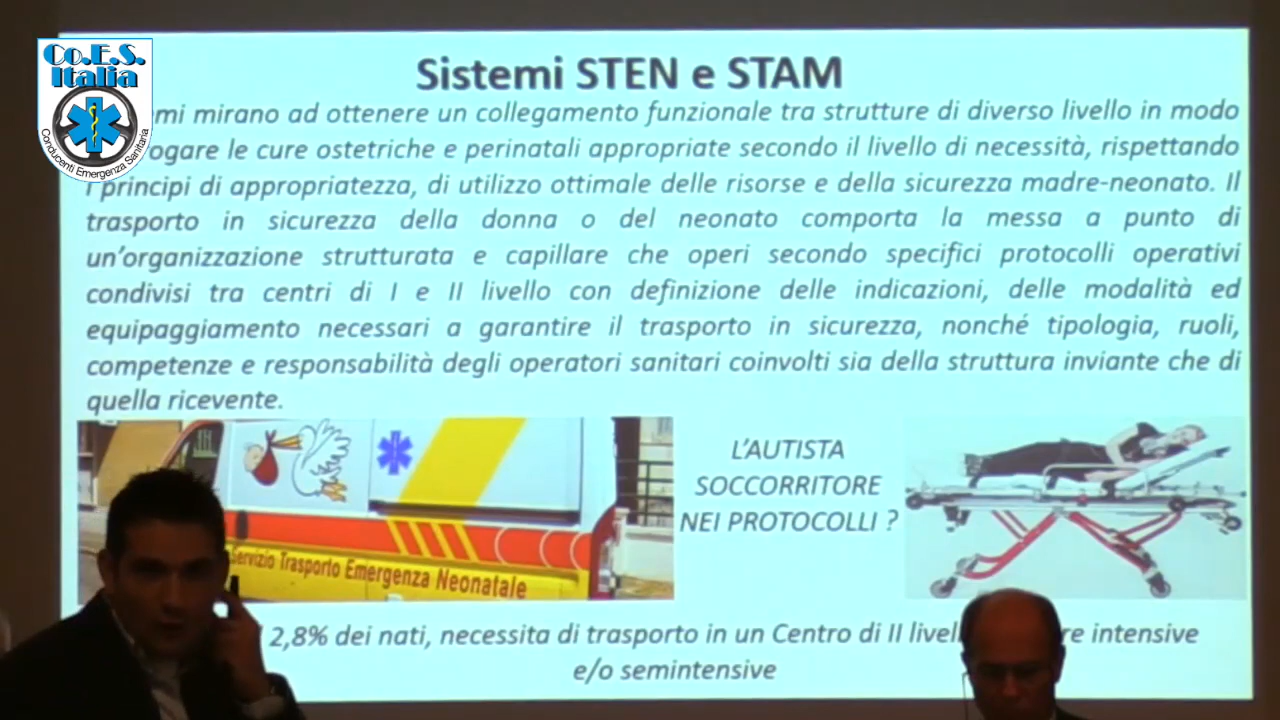 Co.E.S.
Italia
Conducenti Emergenza Sanitaria
Sistemi STEN e STAM
mirano ad ottenere un collegamento funzionale tra strutture di diverso livello in modo
le cure ostetriche e perinatali appropriate secondo il livello di necessità, rispettando
i principi di appropriatezza, di utilizzo ottimale delle risorse e della sicurezza madre-neonato. Il
trasporto in sicurezza della donna o del neonato comporta la messa a punto di
un'organizzazione strutturata e capillare che operi secondo specifici protocolli operativi
condivisi tra centri di I e II livello con definizione delle indicazioni, delle modalità ed
equipaggiamento necessari a garantire il trasporto in sicurezza, nonché tipologia, ruoli,
competenze e responsabilità degli operatori sanitari coinvolti sia della struttura inviante che di
quella ricevente.
Servizio Trasporto Emergenza Neonatale
L'AUTISTA
SOCCORRITORE
NEI PROTOCOLLI ?
2,8% dei nati, necessita di trasporto in un Centro di II intensive
e/o semintensive